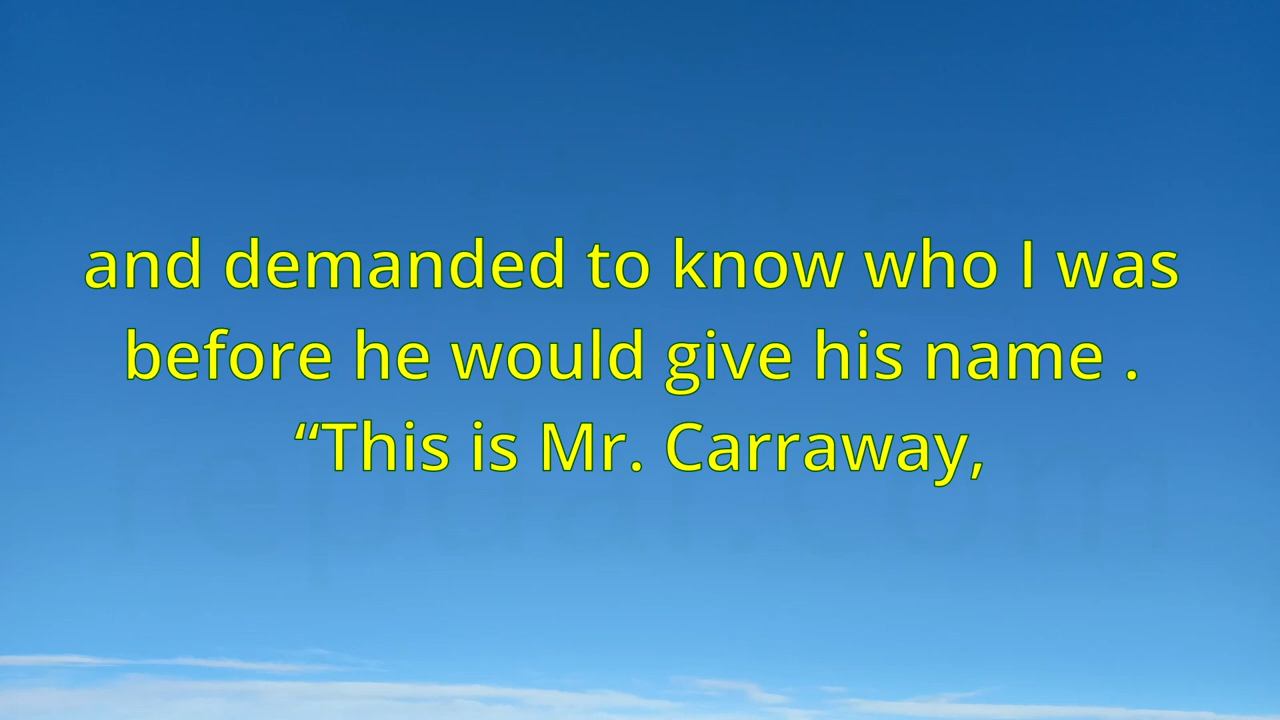 and demanded to know who I was
before he would give his name .
“This is Mr. Carraway,